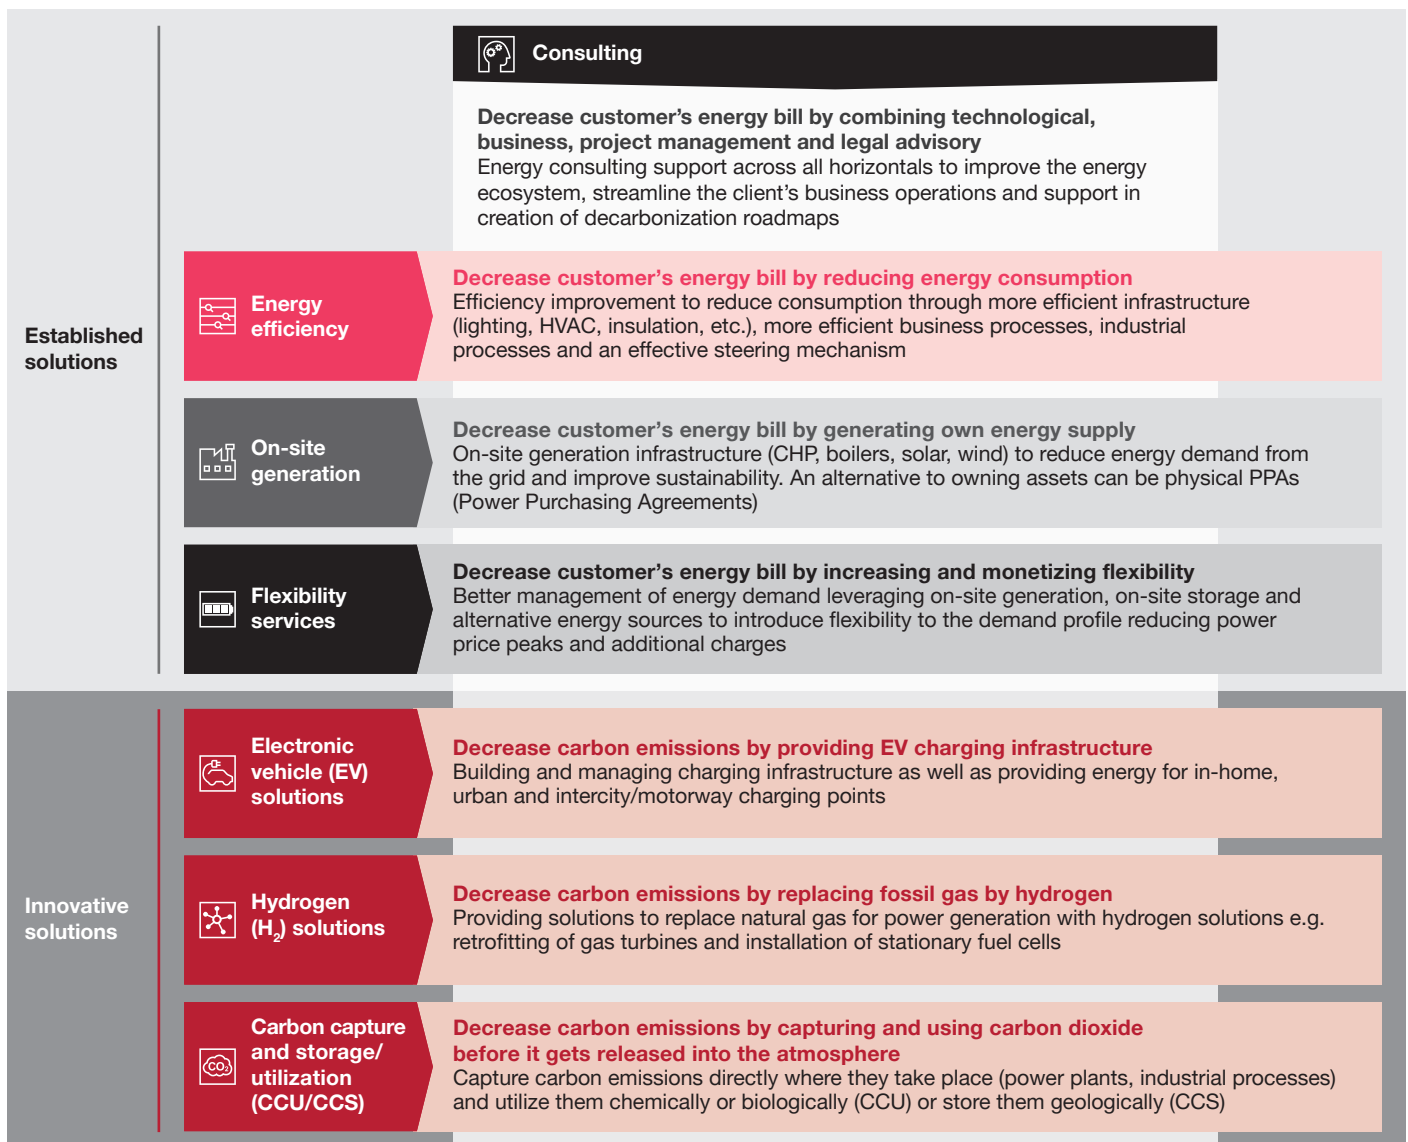 Consulting
Decrease customer’s energy bill by combining technological,
business, project management and legal advisory
Energy consulting support across all horizontals to improve the energy
ecosystem, streamline the client’s business operations and support in
creation of decarbonization roadmaps
Established
solutions
Energy
efficiency
Decrease customer’s energy bill by reducing energy consumption
Efficiency improvement to reduce consumption through more efficient infrastructure
(lighting, HVAC, insulation, etc.), more efficient business processes, industrial
processes and an effective steering mechanism
On-site
generation
Decrease customer’s energy bill by generating own energy supply
On-site generation infrastructure (CHP, boilers, solar, wind) to reduce energy demand from
the grid and improve sustainability. An alternative to owning assets can be physical PPAs
(Power Purchasing Agreements)
Flexibility
services
Decrease customer’s energy bill by increasing and monetizing flexibility
Better management of energy demand leveraging on-site generation, on-site storage and
alternative energy sources to introduce flexibility to the demand profile reducing power
price peaks and additional charges
Innovative
solutions
Electronic
vehicle (EV)
solutions
Decrease carbon emissions by providing EV charging infrastructure
Building and managing charging infrastructure as well as providing energy for in-home,
urban and intercity/motorway charging points
Hydrogen
(H₂) solutions
Decrease carbon emissions by replacing fossil gas by hydrogen
Providing solutions to replace natural gas for power generation with hydrogen solutions e.g.
retrofitting of gas turbines and installation of stationary fuel cells
CO₂
Carbon capture
and storage/
utilization
(CCU/CCS)
Decrease carbon emissions by capturing and using carbon dioxide
before it gets released into the atmosphere
Capture carbon emissions directly where they take place (power plants, industrial processes)
and utilize them chemically or biologically (CCU) or store them geologically (CCS)